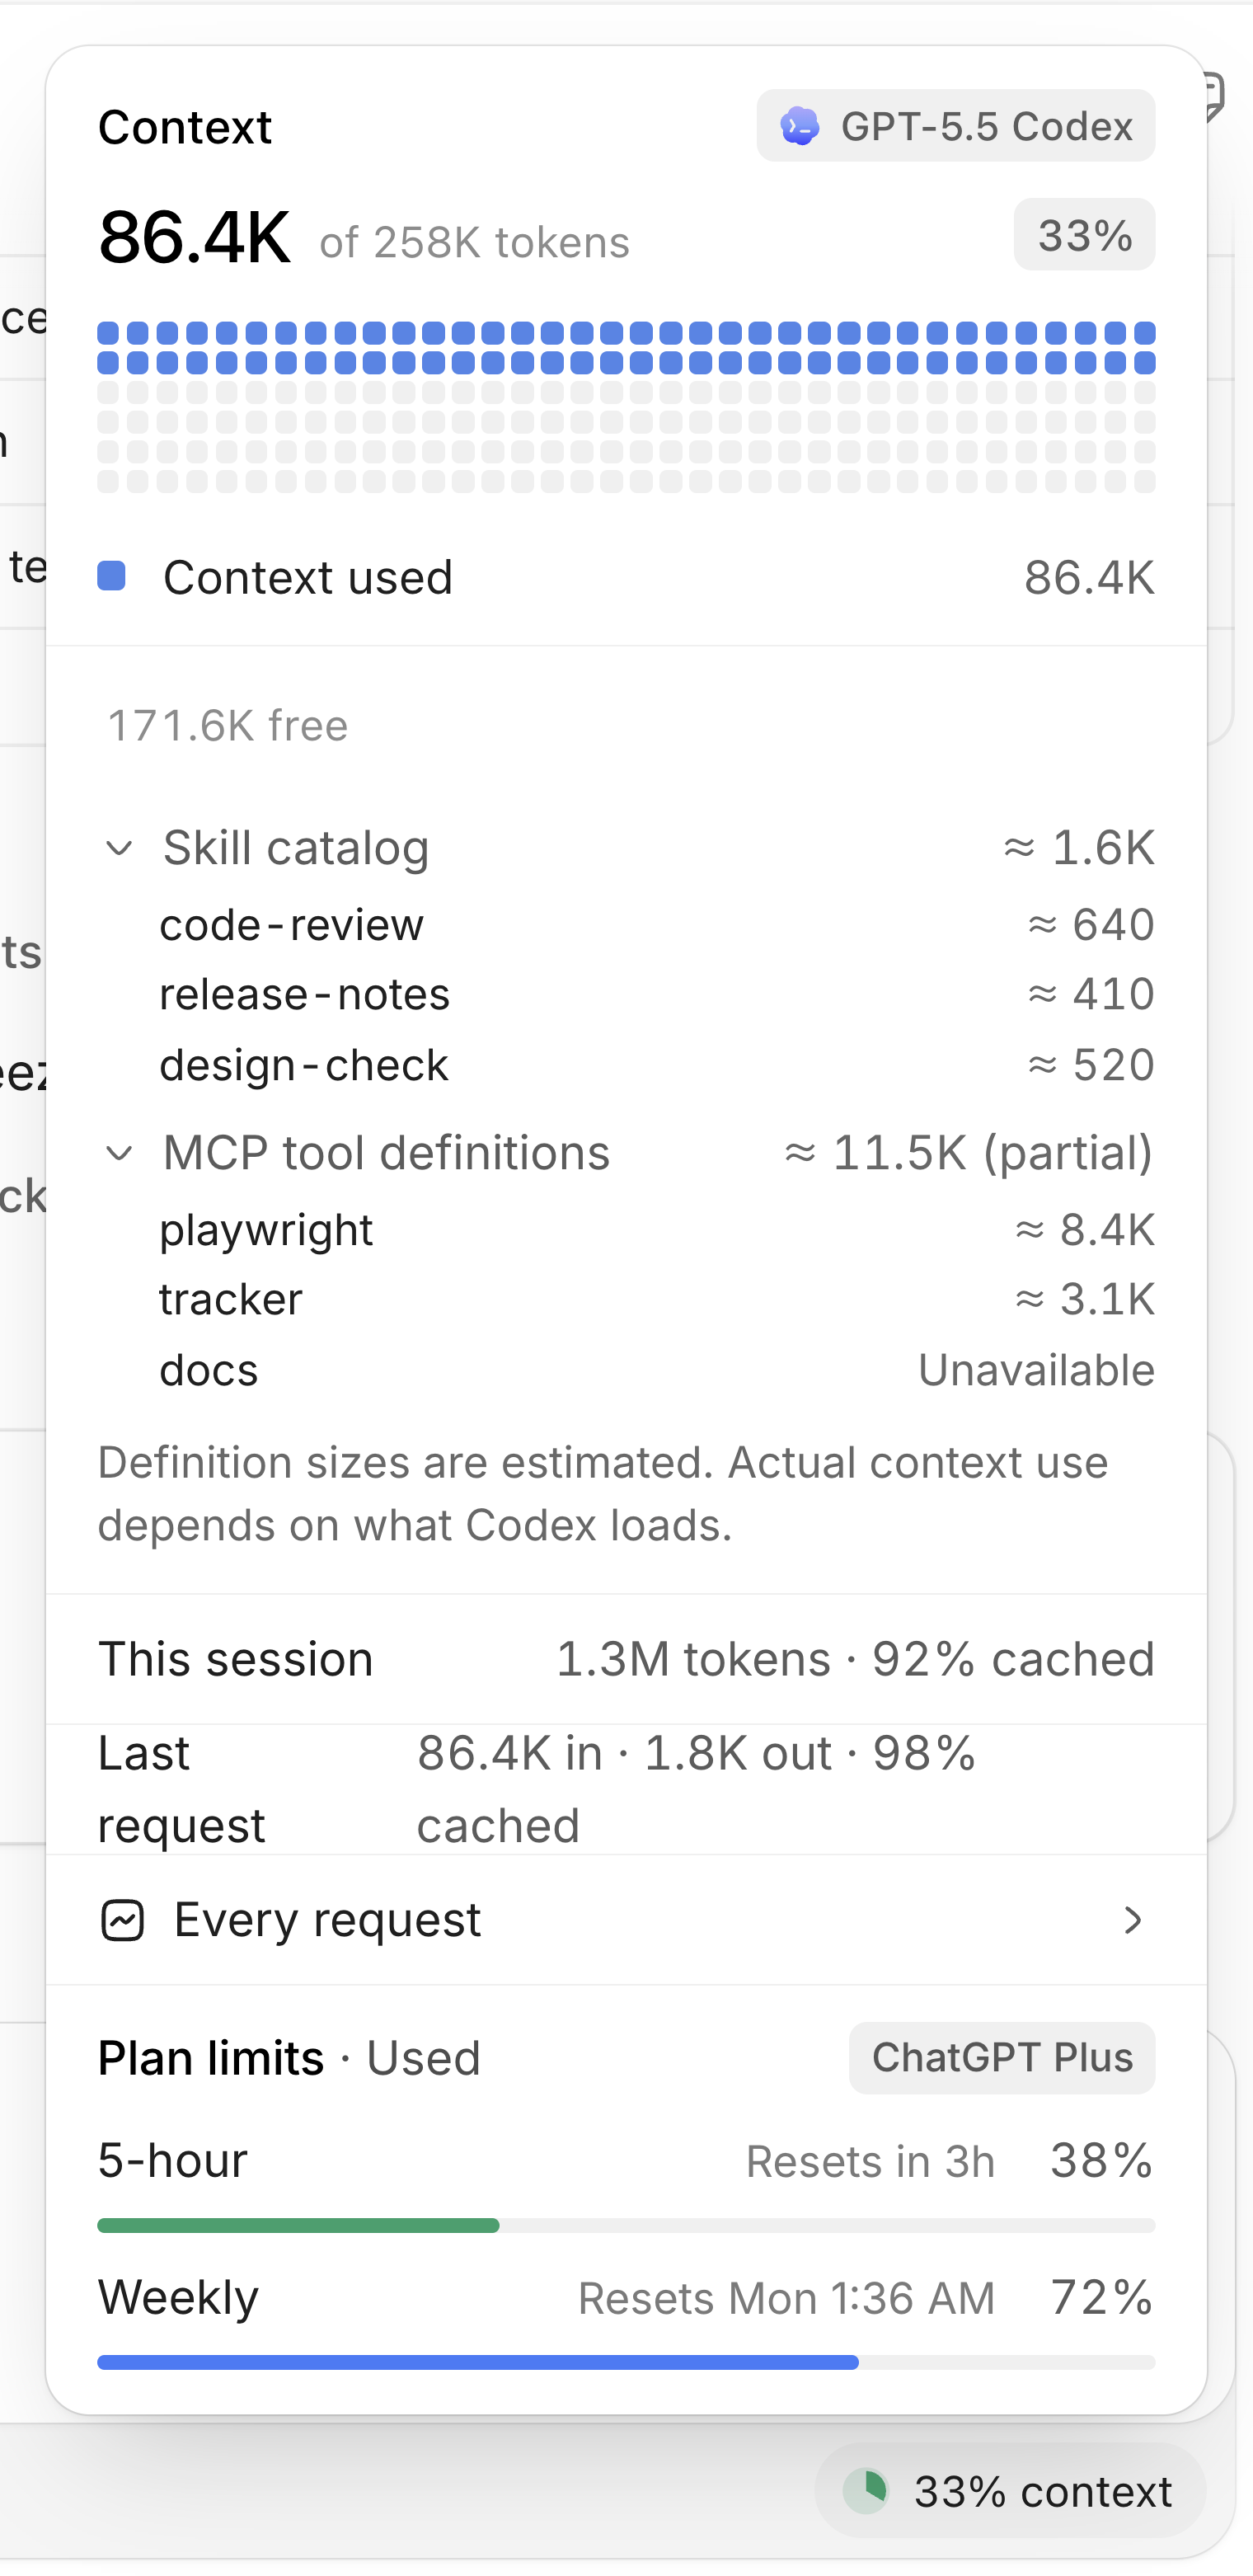 Context
GPT-5.5 Codex
86.4K of 258K tokens
33%
Context used 86.4K
171.6K free
Skill catalog ≈ 1.6K
code-review ≈ 640
release-notes ≈ 410
design-check ≈ 520
MCP tool definitions ≈ 11.5K (partial)
playwright ≈ 8.4K
tracker ≈ 3.1K
docs Unavailable
Definition sizes are estimated. Actual context use
depends on what Codex loads.
This session 1.3M tokens · 92% cached
Last request
86.4K in · 1.8K out · 98% cached
Every request
Plan limits · Used
ChatGPT Plus
5-hour Resets in 3h 38%
Weekly Resets Mon 1:36 AM 72%
33% context